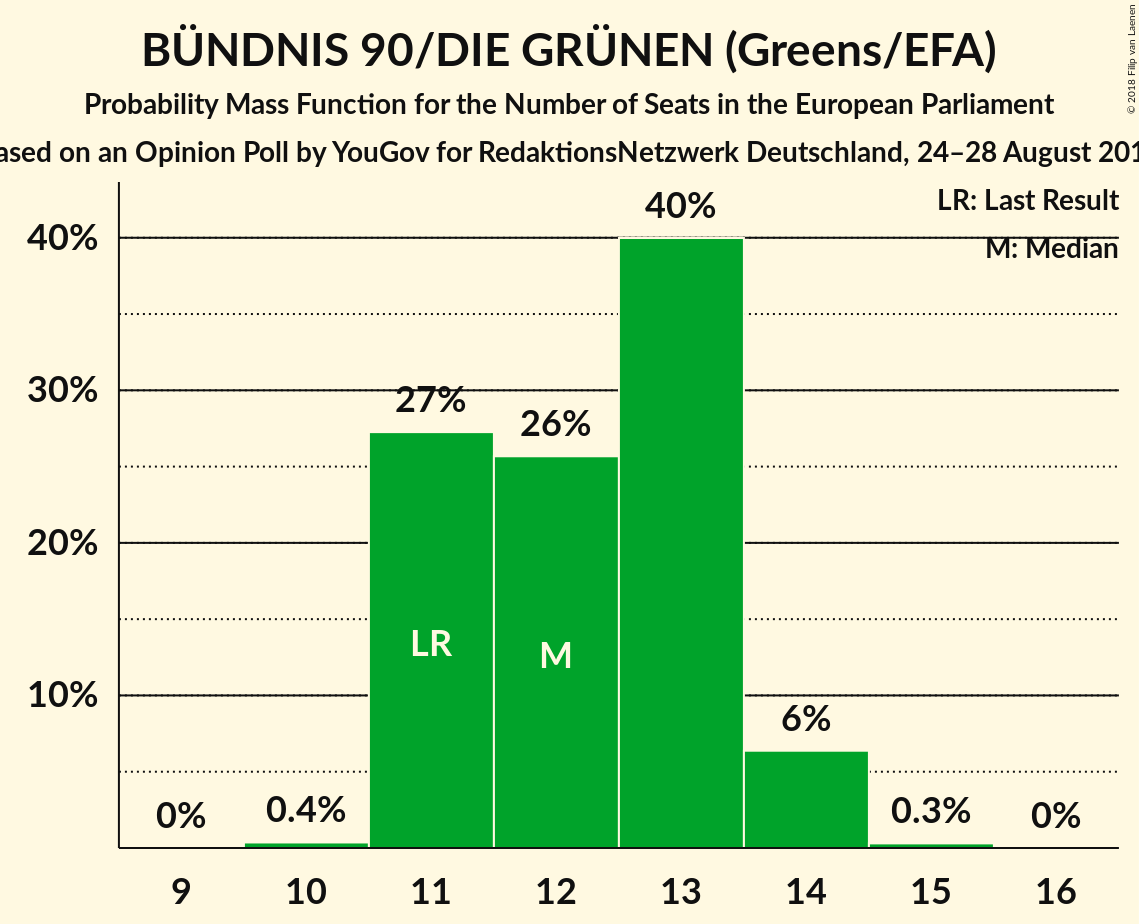 BÜNDNIS 90/DIE GRÜNEN (Greens/EFA)
Probability Mass Function for the Number of Seats in the European Parliament
ased on an Opinion Poll by YouGov for RedaktionsNetzwerk Deutschland, 24–28 August 201
© 2018 Filip van Laenen
LR: Last Result
M: Median
40%
30%
20%
10%
0%
0.4%
27%
26%
40%
6%
0.3%
0%
LR
M
9 10 11 12 13 14 15 16